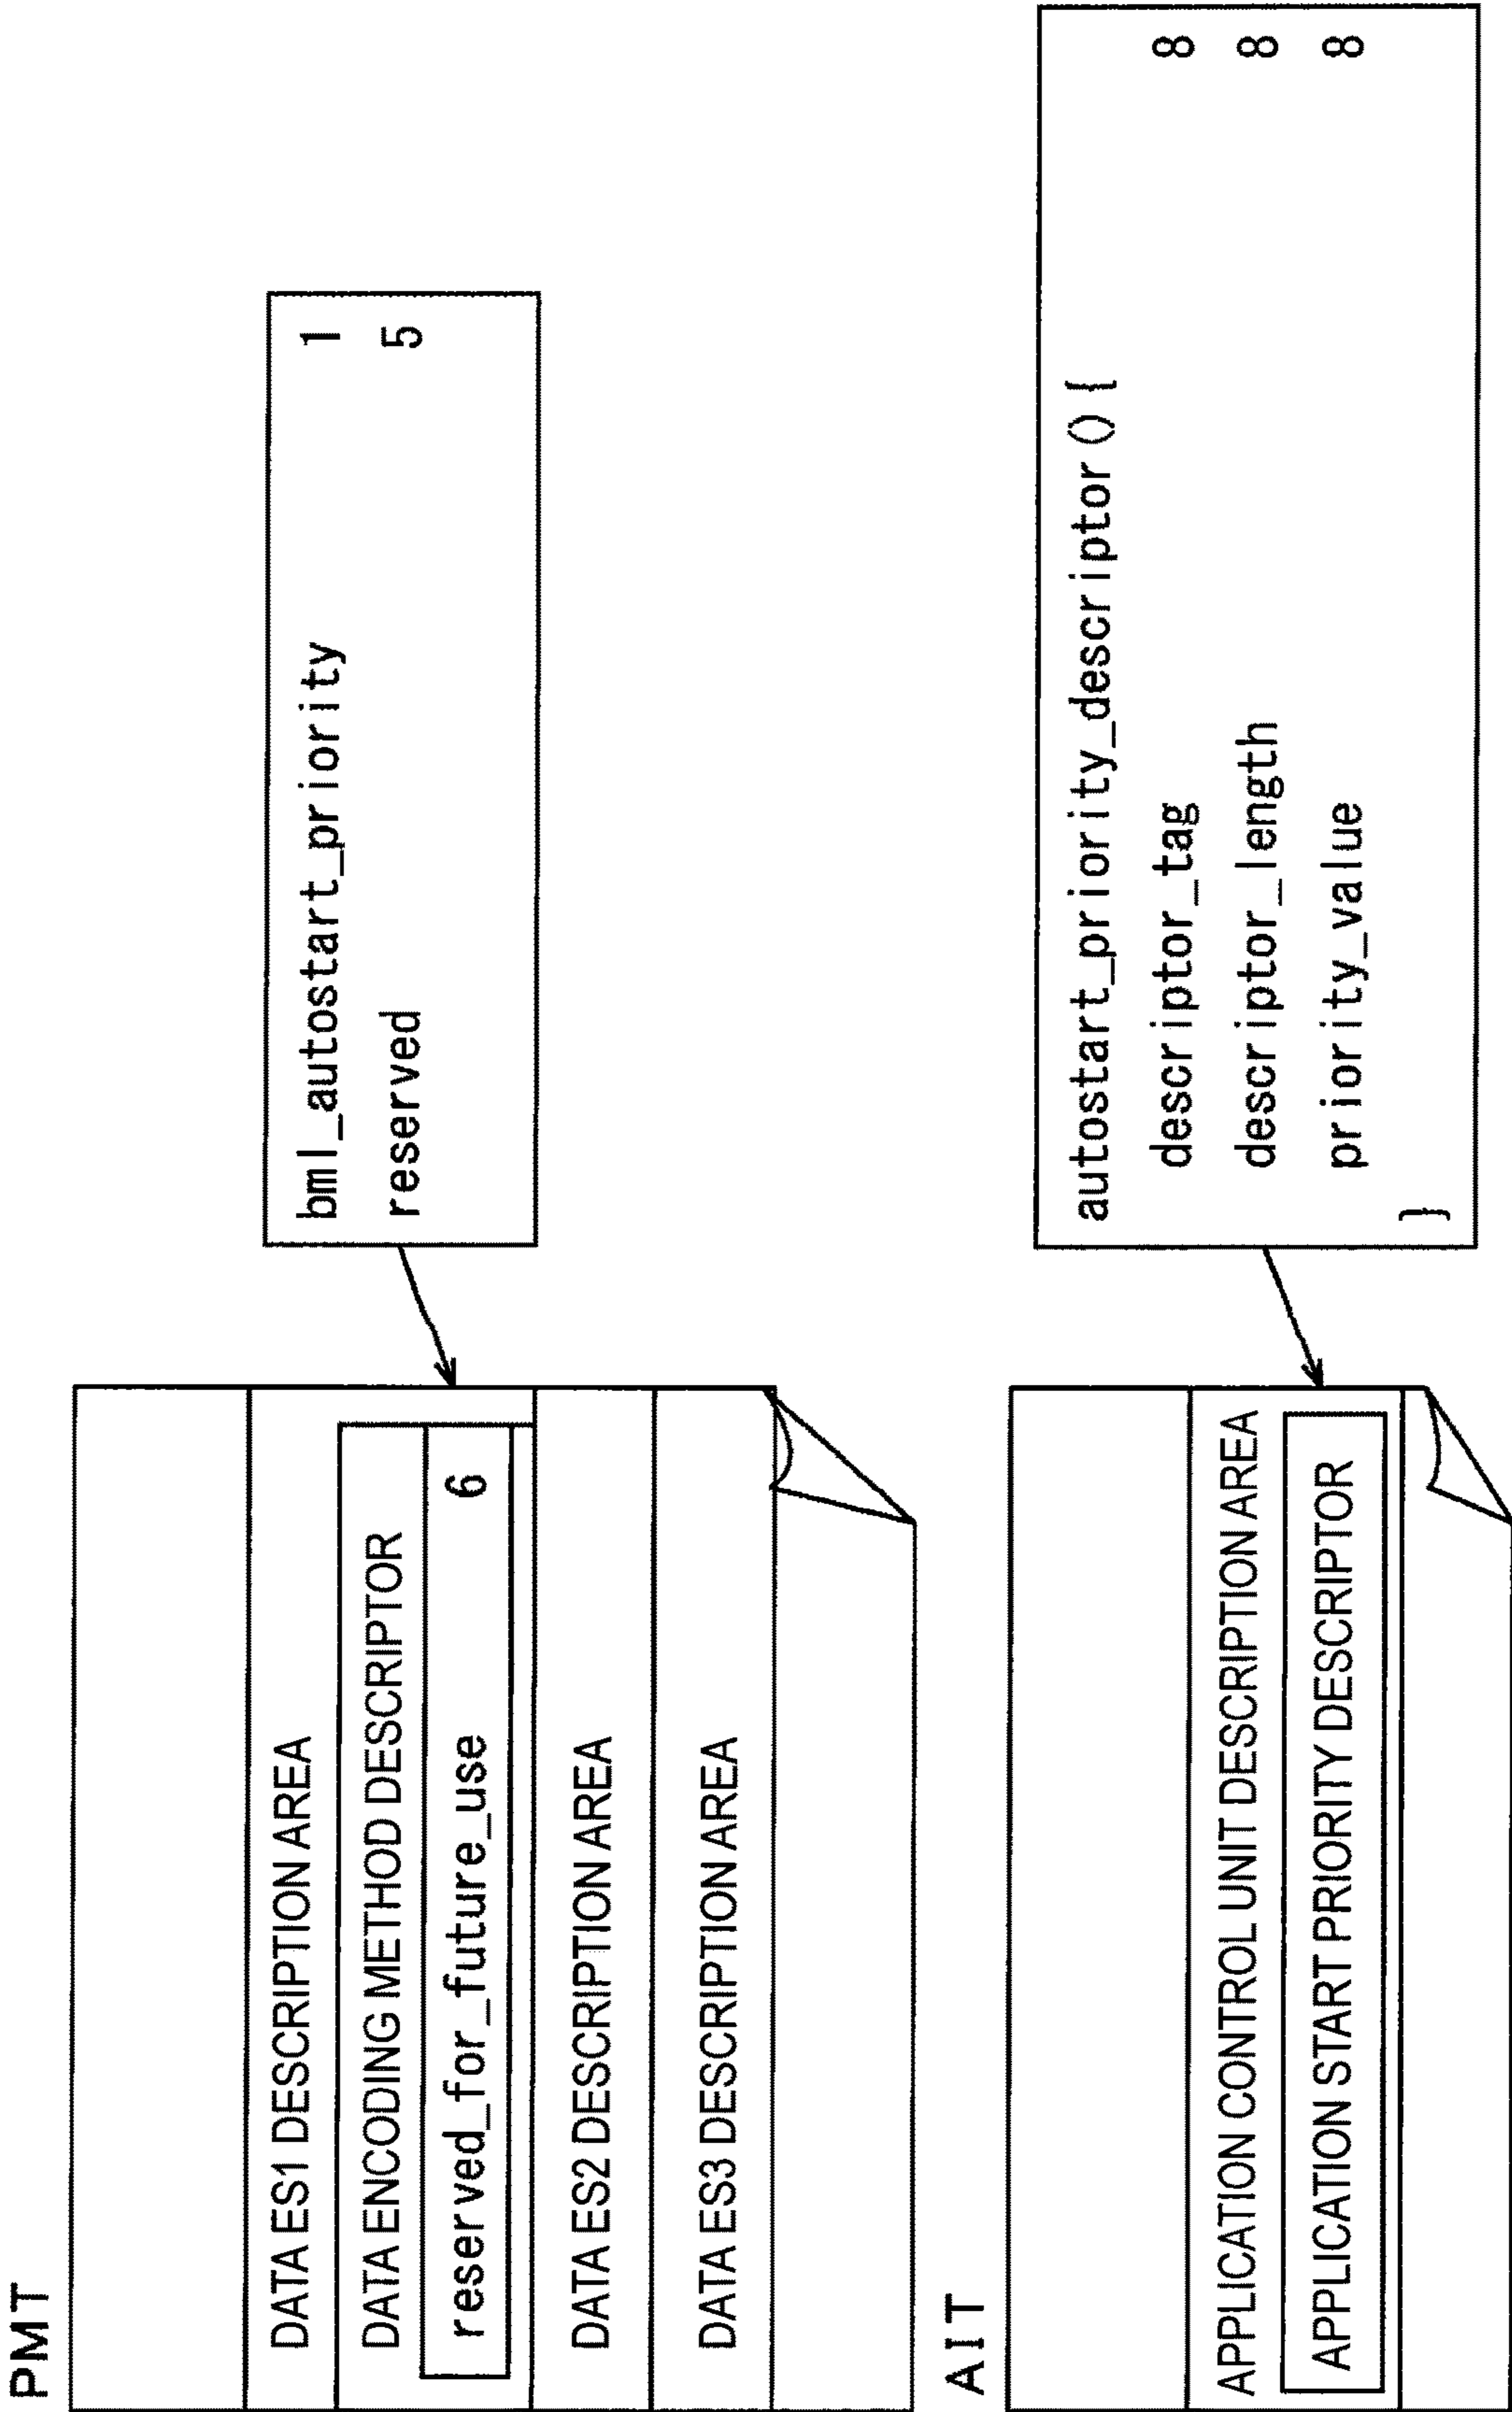 PMT
DATA ES1 DESCRIPTION AREA
DATA ENCODING METHOD DESCRIPTOR
reserved_for_future_use 6
DATA ES2 DESCRIPTION AREA
DATA ES3 DESCRIPTION AREA
bml_autostart_priority 1
reserved 5
AIT
APPLICATION CONTROL UNIT DESCRIPTION AREA
APPLICATION START PRIORITY DESCRIPTOR
autostart_priority_descriptor() {
descriptor_tag 8
descriptor_length 8
priority_value 8
}